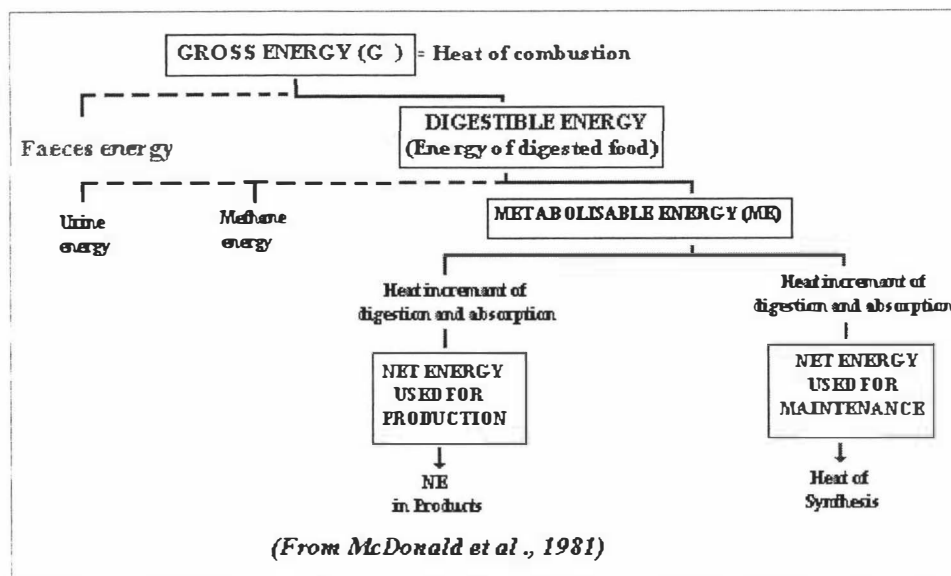 GROSS ENERGY (G ) = Heat of combustion
DIGESTIBLE ENERGY
(Energy of digested food)
Faeces energy
Urine
energy
Methane
energy
METABOLISABLE ENERGY (ME)
Heat increment of
digestion and absorption
Heat increment of
digestion and absorption
NET ENERGY
USED FOR
PRODUCTION
NET ENERGY
USED FOR
MAINTENANCE
NE
in Products
Heat of
Synthesis
(From McDonald et al ., 1981)